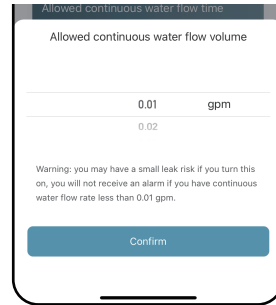 Allowed continuous water flow time
Allowed continuous water flow volume
0.01 gpm
0.02
Warning: you may have a small leak risk if you turn this
on, you will not receive an alarm if you have continuous
water flow rate less than 0.01 gpm.
Confirm